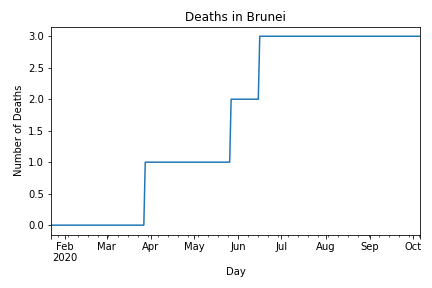 Deaths in Brunei
Number of Deaths
3.0
2.5
2.0
1.5
1.0
0.5
0.0
Feb Mar Apr May Jun Jul Aug Sep Oct
2020
Day